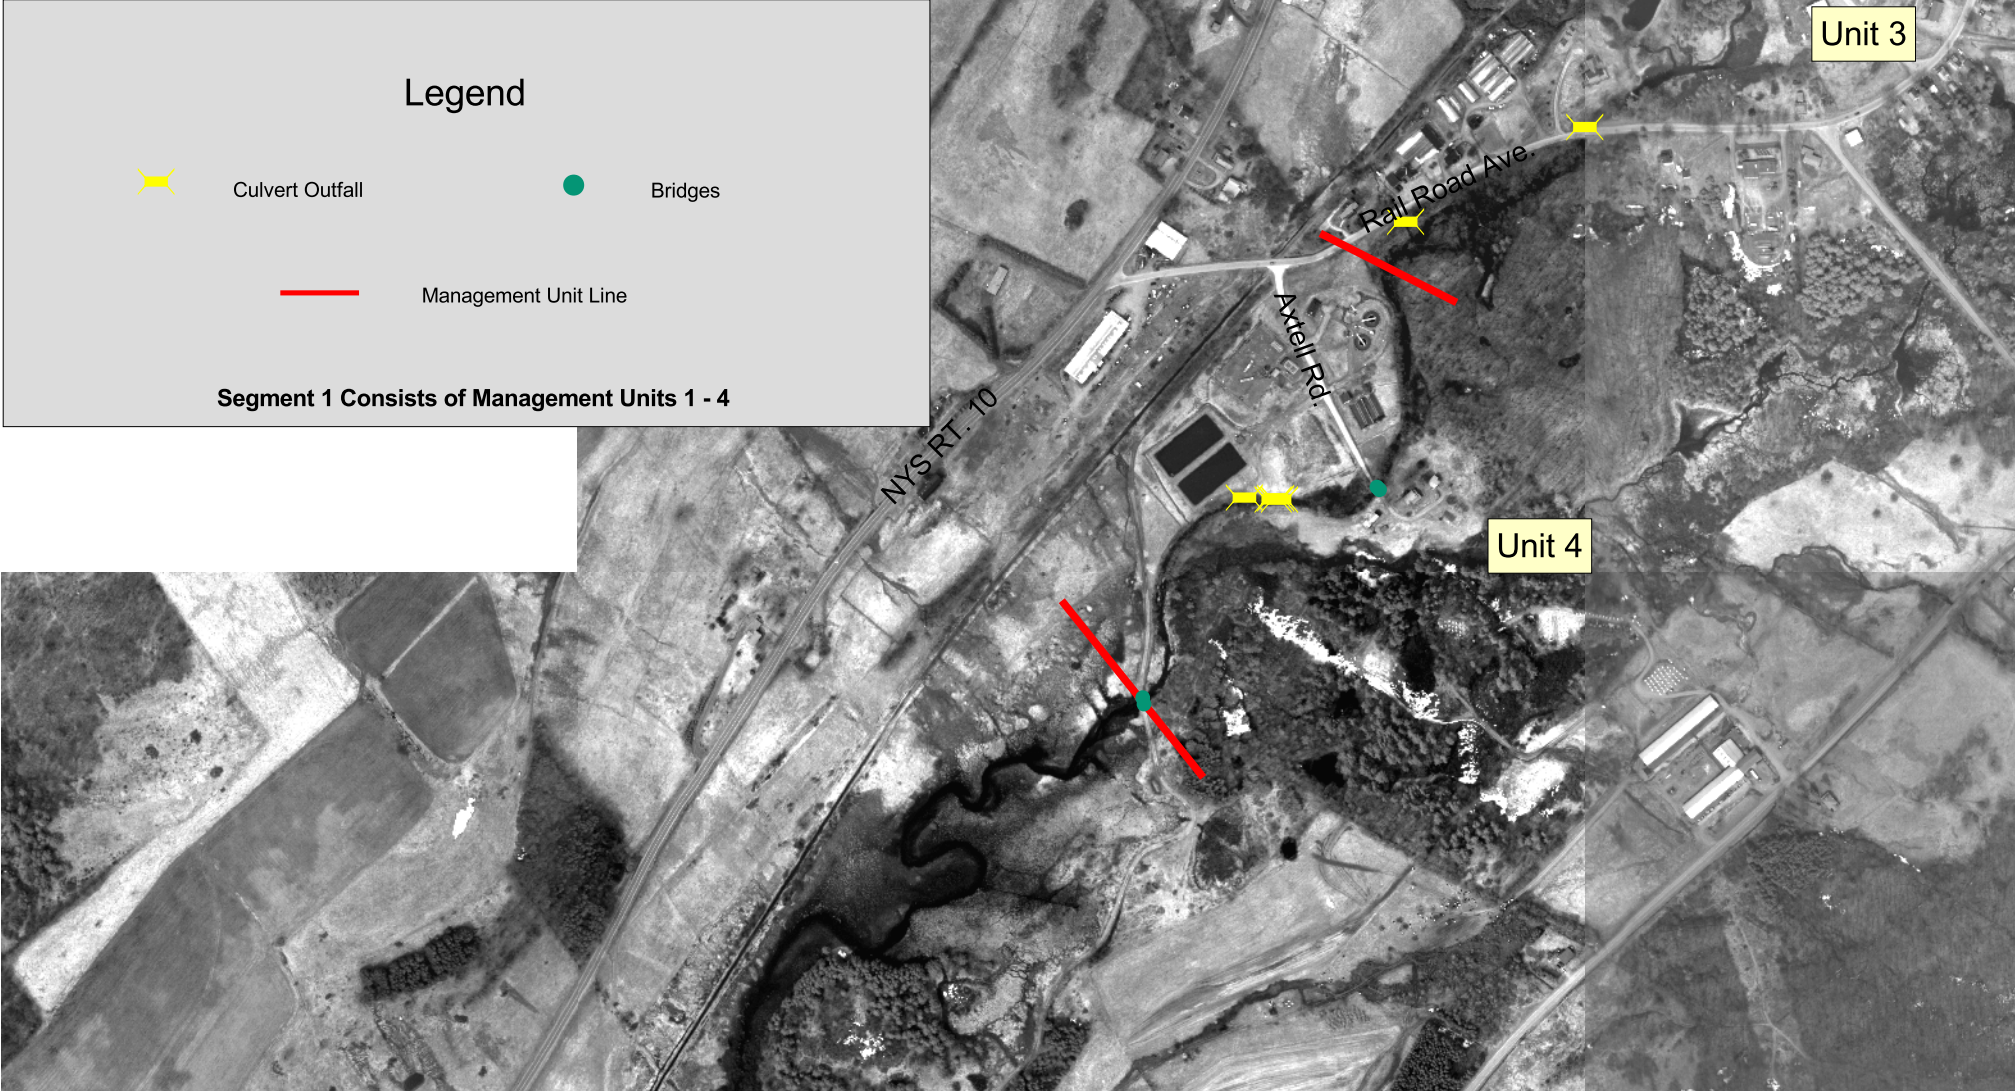 Legend
Culvert Outfall
Bridges
Management Unit Line
Segment 1 Consists of Management Units 1 - 4
Unit 3
Rail Road Ave.
Axtell Rd.
NYS RT. 10
Unit 4